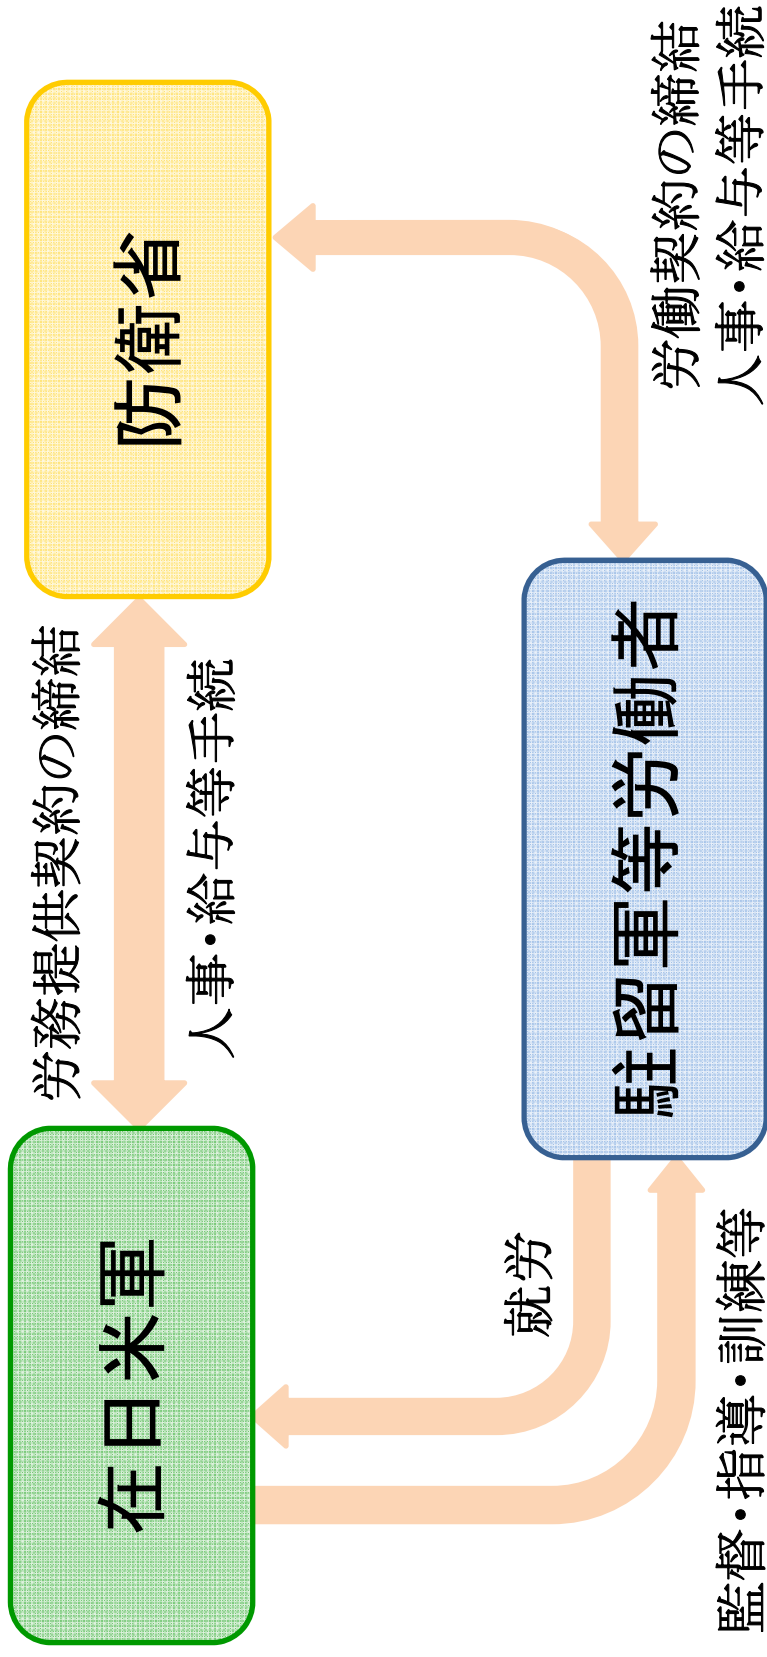 労務提供契約の締結
在日米軍
防衛省
人事・給与等手続
就労
駐留軍等労働者
労働契約の締結
人事・給与等手続
監督・指導・訓練等